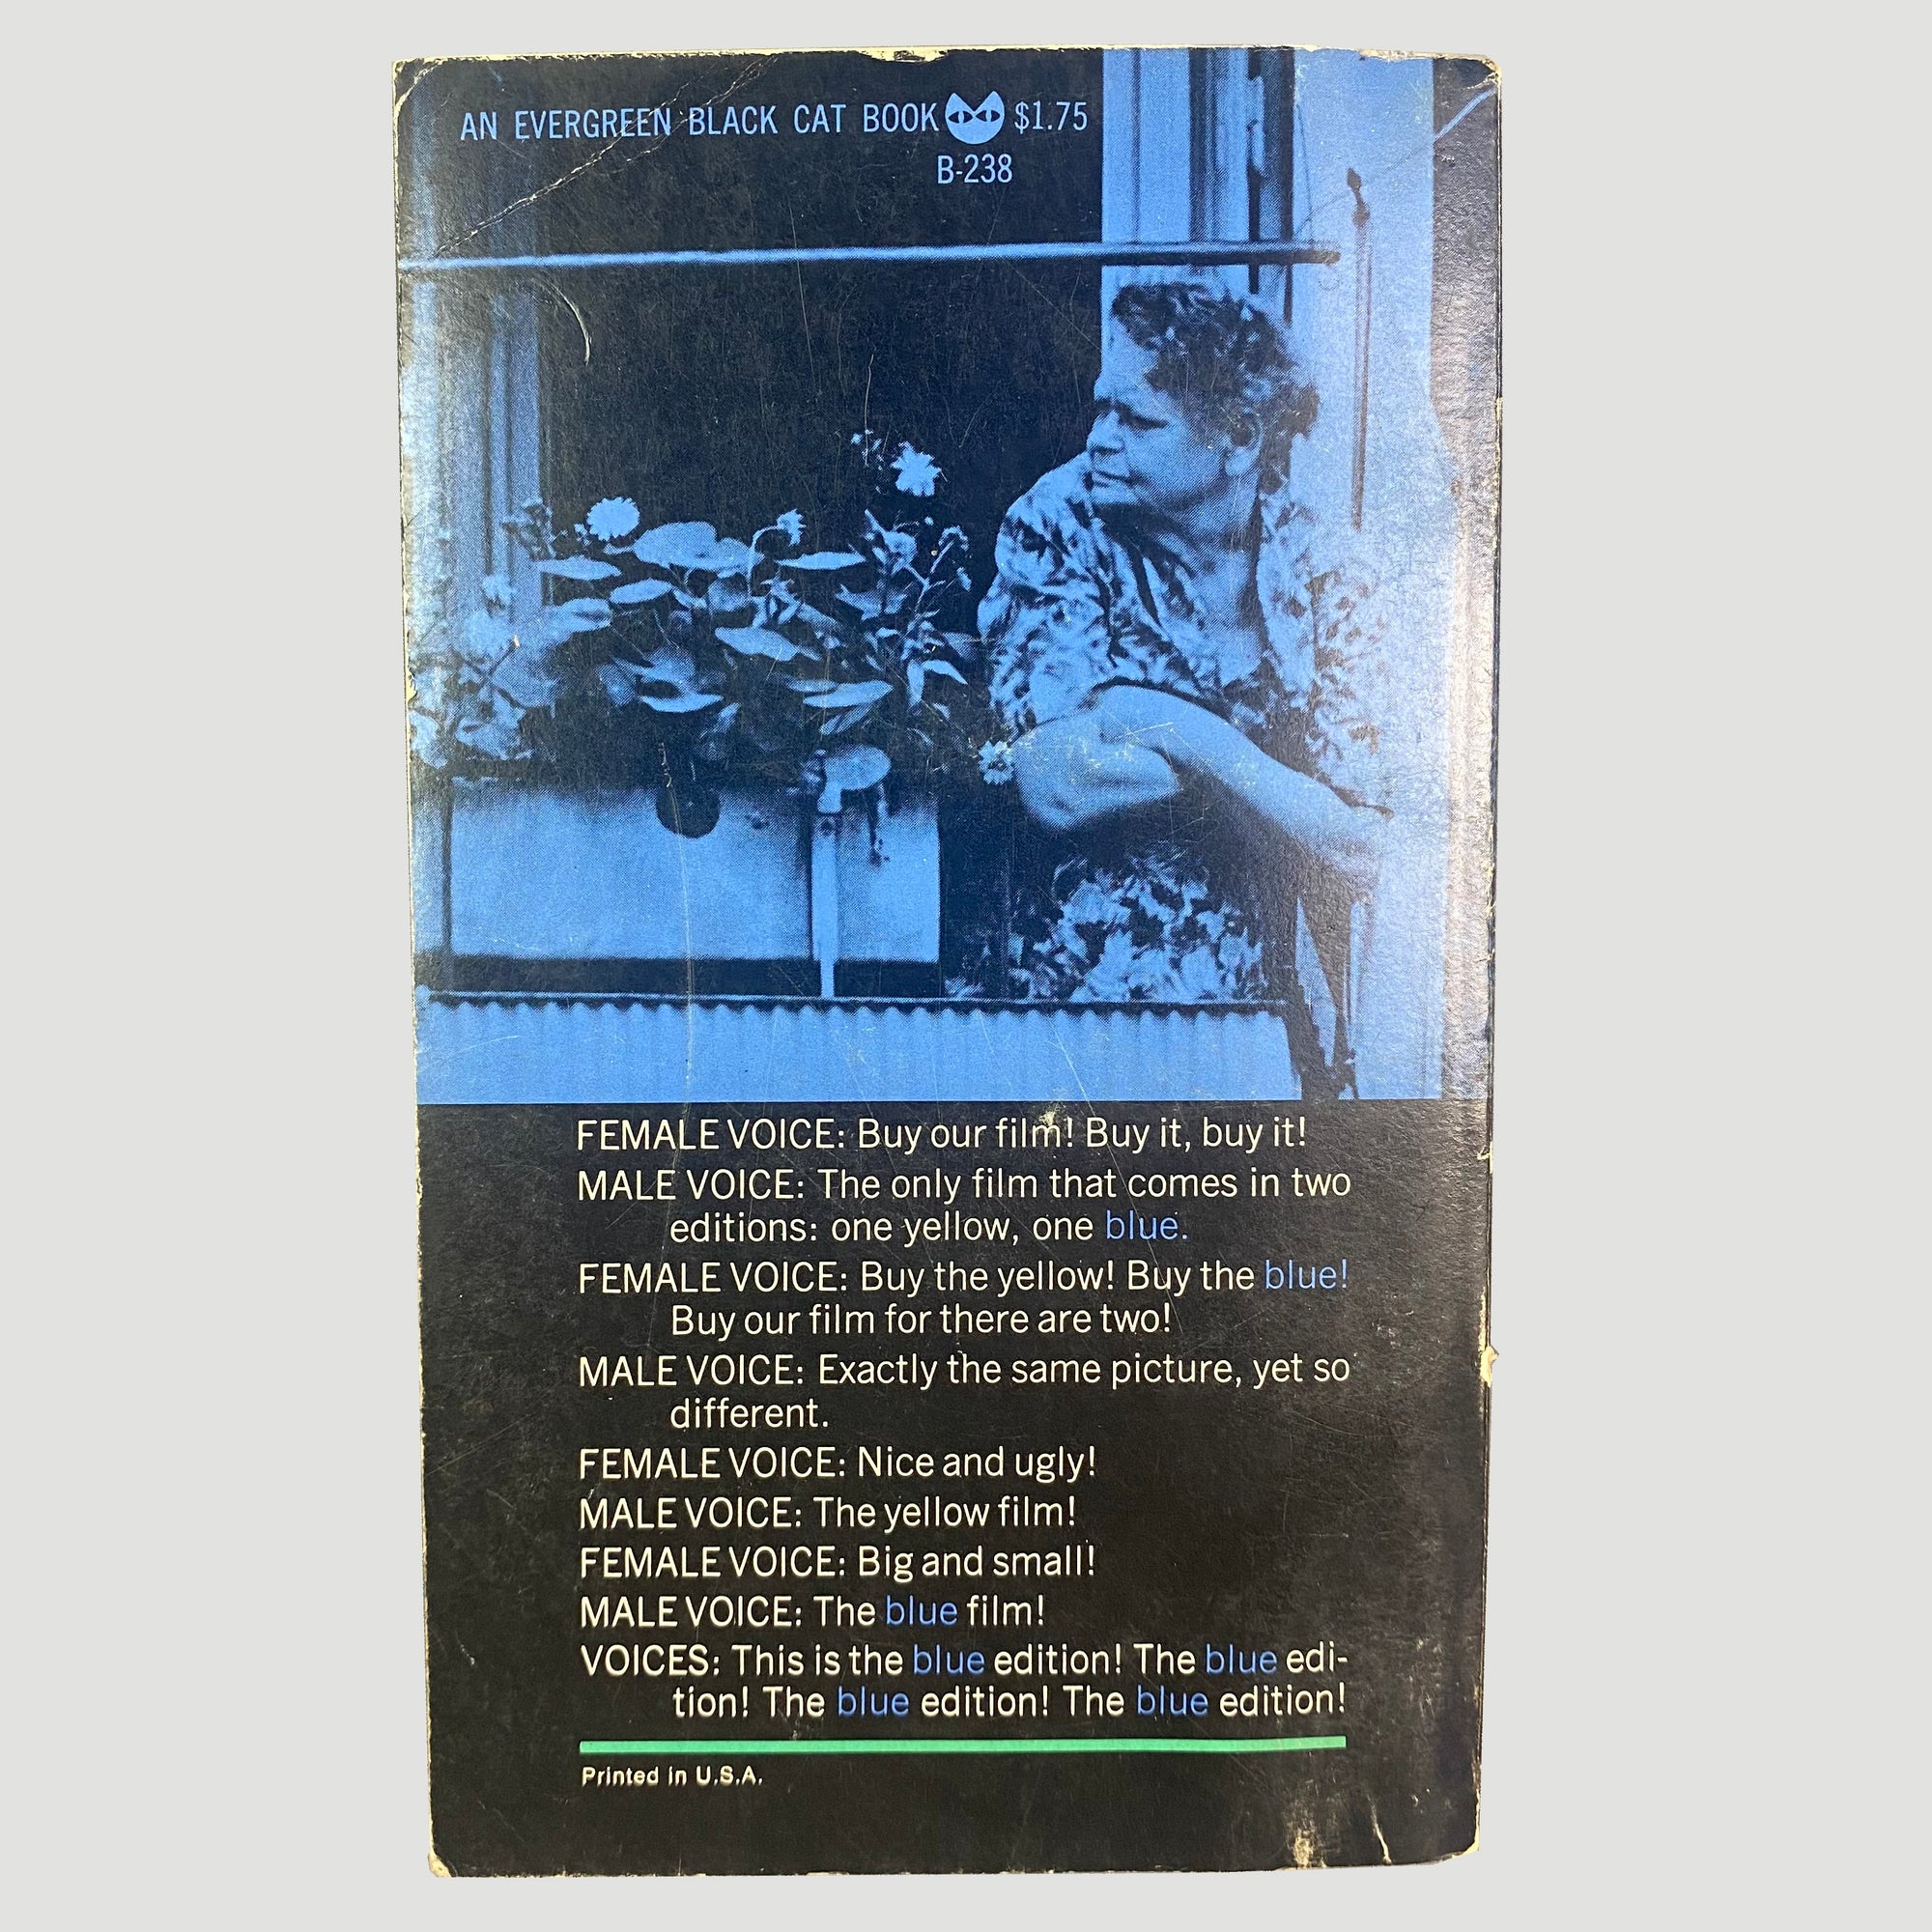 AN EVERGREEN BLACK CAT BOOK $1.75
B-238
FEMALE VOICE: Buy our film! Buy it, buy it!
MALE VOICE: The only film that comes in two
editions: one yellow, one blue.
FEMALE VOICE: Buy the yellow! Buy the blue!
Buy our film for there are two!
MALE VOICE: Exactly the same picture, yet so
different.
FEMALE VOICE: Nice and ugly!
MALE VOICE: The yellow film!
FEMALE VOICE: Big and small!
MALE VOICE: The blue film!
VOICES: This is the blue edition! The blue edi-
tion! The blue edition! The blue edition!
Printed in U.S.A.